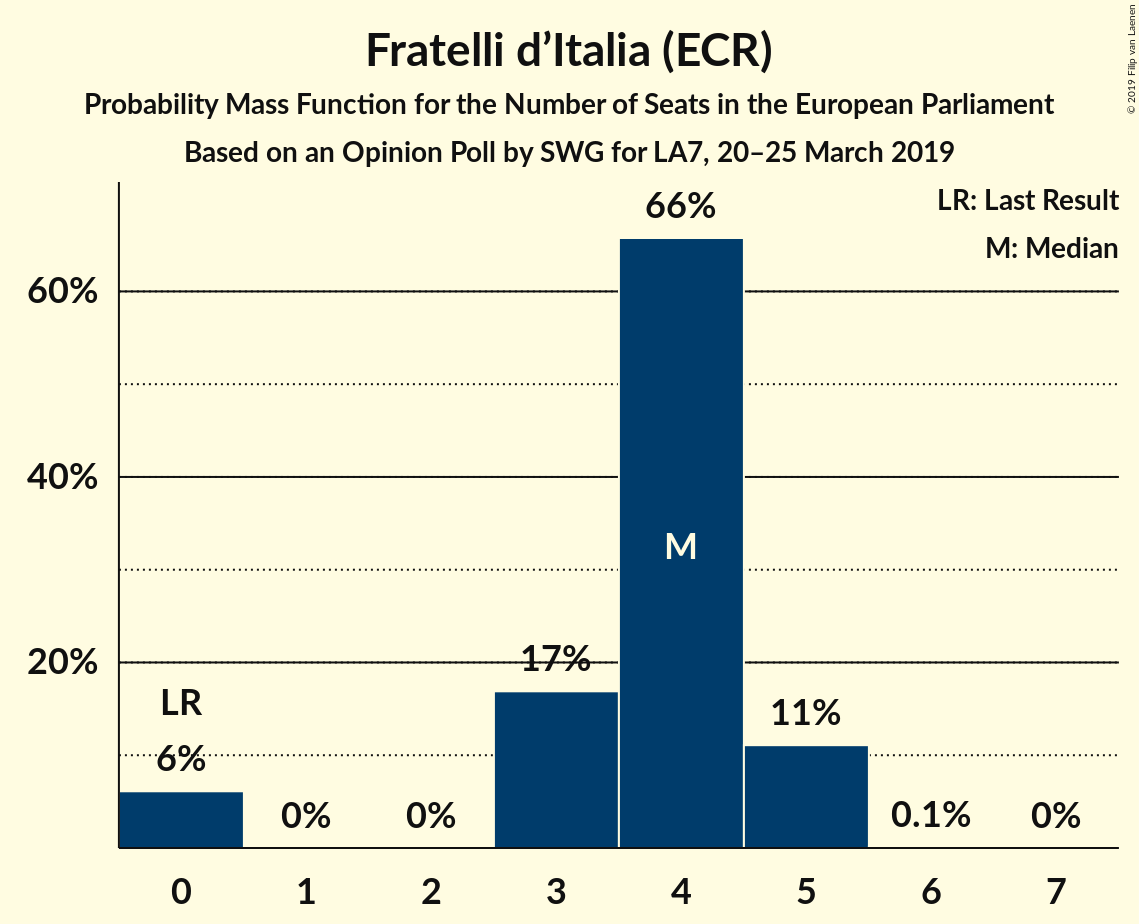 Fratelli d’Italia (ECR)
Probability Mass Function for the Number of Seats in the European Parliament
Based on an Opinion Poll by SWG for LA7, 20–25 March 2019
© 2019 Filip van Laenen
LR: Last Result
M: Median
66%
60%
40%
M
20%
17%
LR
11%
6%
0%
0%
0.1%
0%
0 1 2 3 4 5 6 7